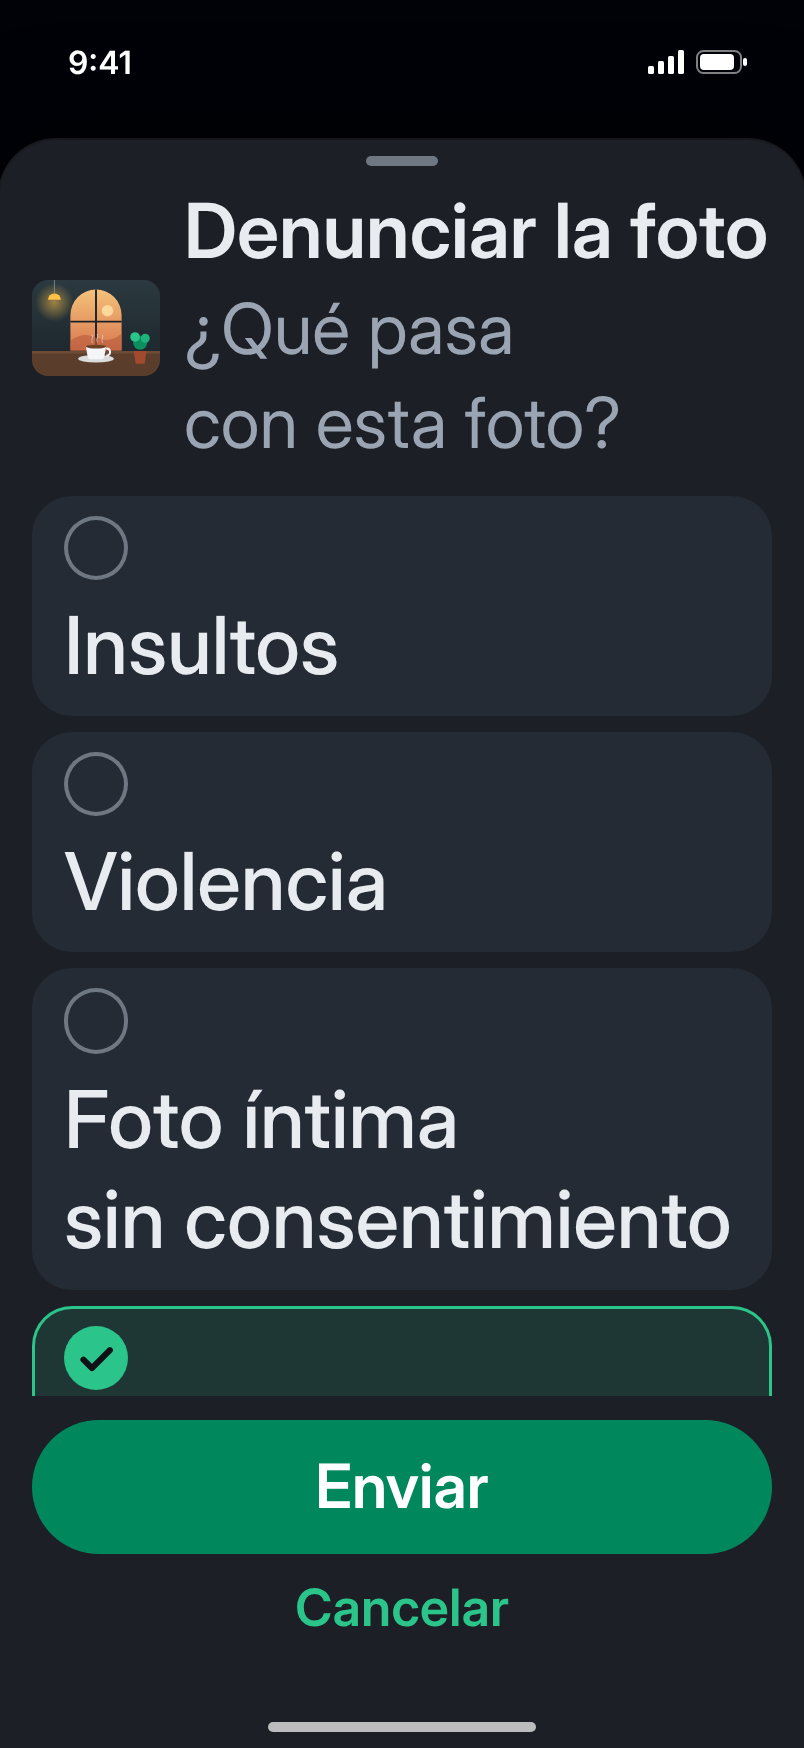 9:41
Denunciar la foto
¿Qué pasa
con esta foto?
Insultos
Violencia
Foto íntima
sin consentimiento
Enviar
Cancelar